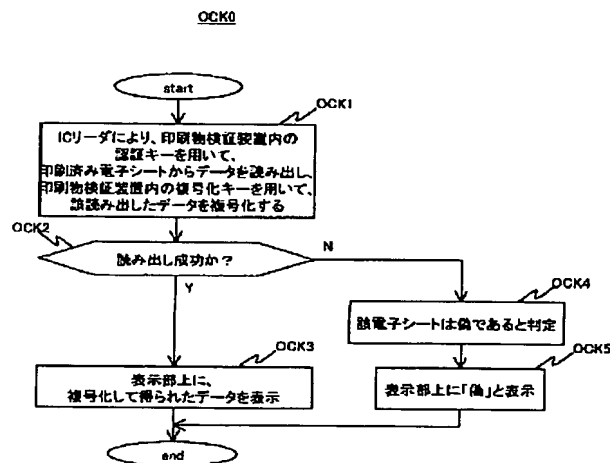 OCK0
start
OCK1
ICリーダにより、印刷物検証装置内の
認証キーを用いて、
印刷済み電子シートからデータを読み出し、
印刷物検証装置内の復号化キーを用いて、
該読み出したデータを復号化する
OCK2
読み出し成功か？
N
Y
OCK4
該電子シートは偽であると判定
OCK3
表示部上に、
復号化して得られたデータを表示
OCK5
表示部上に「偽」と表示
end